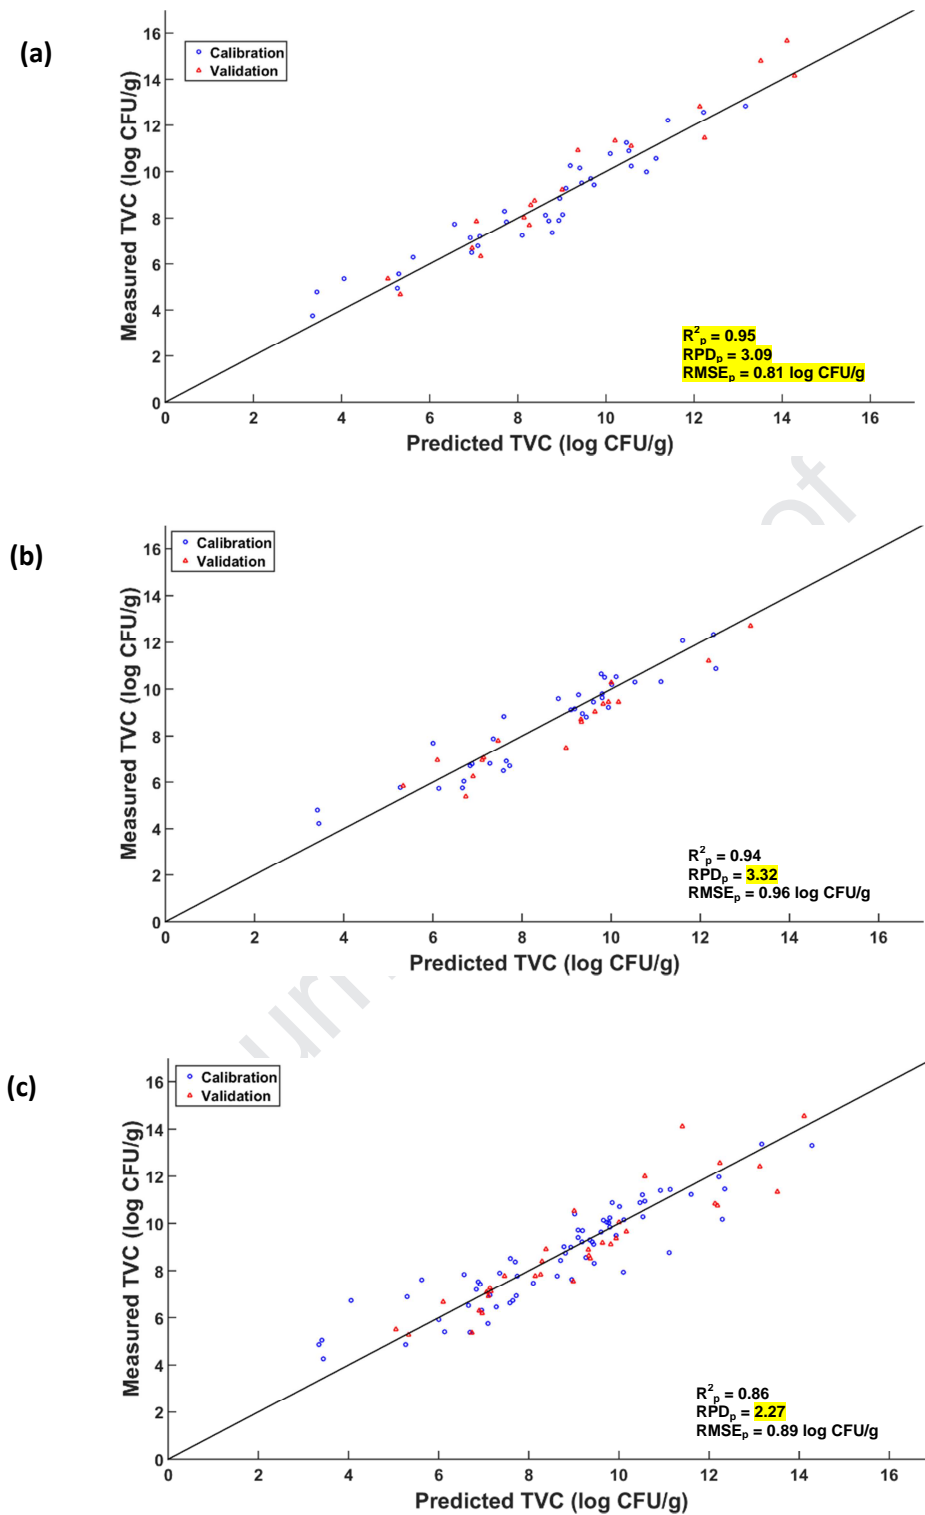 (a)
Calibration
Validation
Measured TVC (log CFU/g)
16
14
12
10
8
6
4
2
0
R²ₚ = 0.95
RPDₚ = 3.09
RMSEₚ = 0.81 log CFU/g
0 2 4 6 8 10 12 14 16
Predicted TVC (log CFU/g)
(b)
Calibration
Validation
Measured TVC (log CFU/g)
16
14
12
10
8
6
4
2
0
R²ₚ = 0.94
RPDₚ = 3.32
RMSEₚ = 0.96 log CFU/g
0 2 4 6 8 10 12 14 16
Predicted TVC (log CFU/g)
(c)
Calibration
Validation
Measured TVC (log CFU/g)
16
14
12
10
8
6
4
2
0
R²ₚ = 0.86
RPDₚ = 2.27
RMSEₚ = 0.89 log CFU/g
0 2 4 6 8 10 12 14 16
Predicted TVC (log CFU/g)